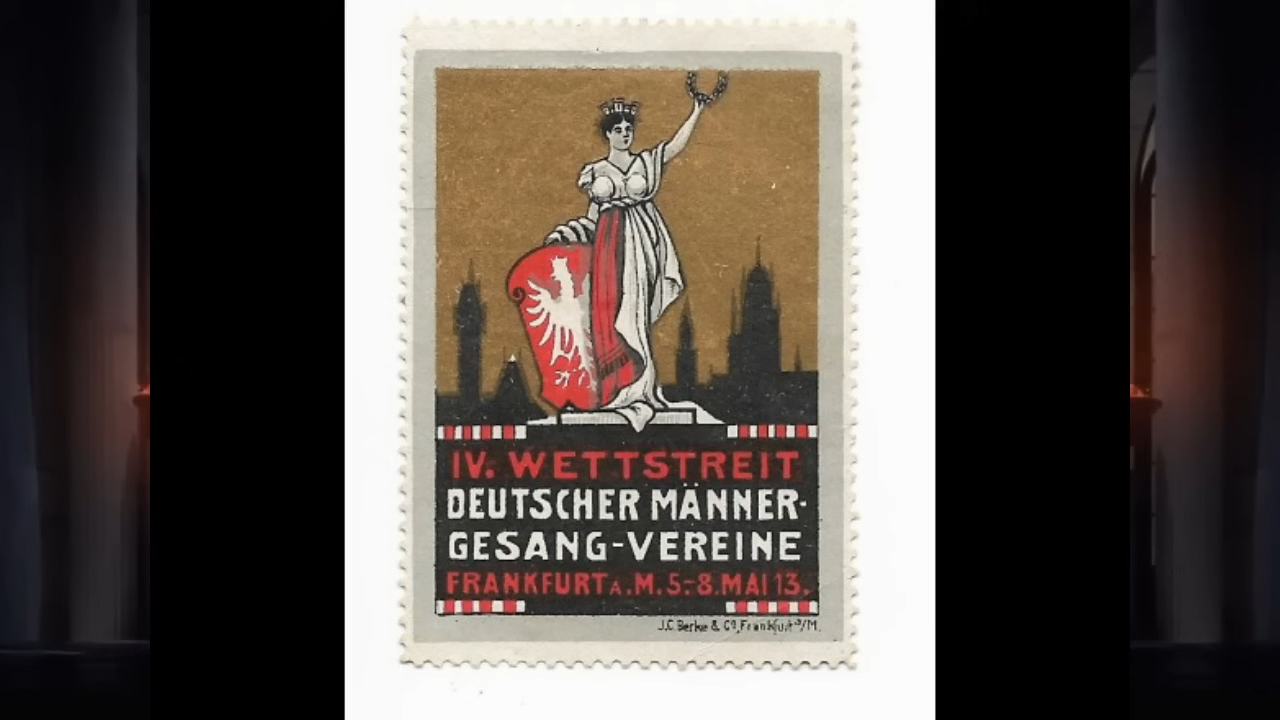 IV. WETTSTREIT
DEUTSCHER MÄNNER-
GESANG-VEREINE
FRANKFURT A.M. 5.-8. MAI 13.
J.C. Berke & Co, Frankfurt a/M.